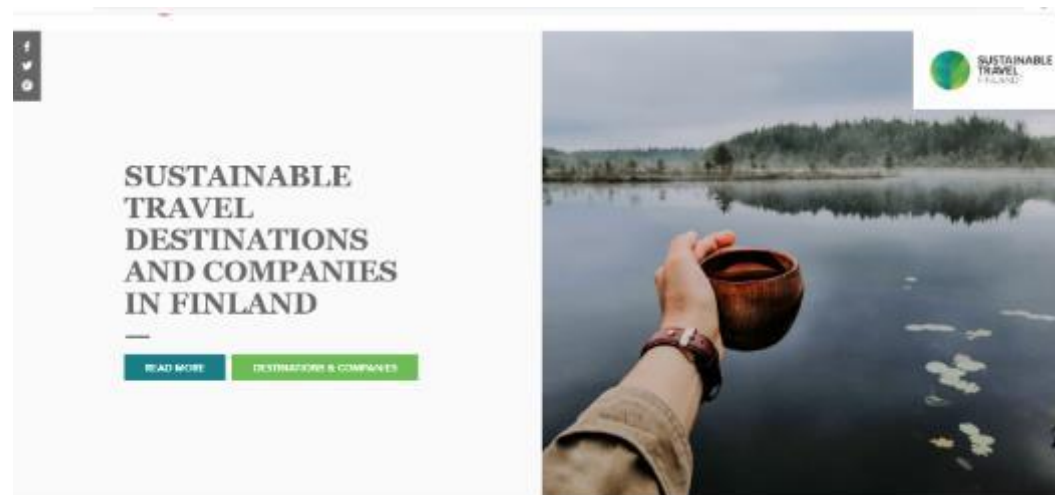 SUSTAINABLE
TRAVEL
FINLAND
SUSTAINABLE
TRAVEL
DESTINATIONS
AND COMPANIES
IN FINLAND
READ MORE
DESTINATIONS & COMPANIES